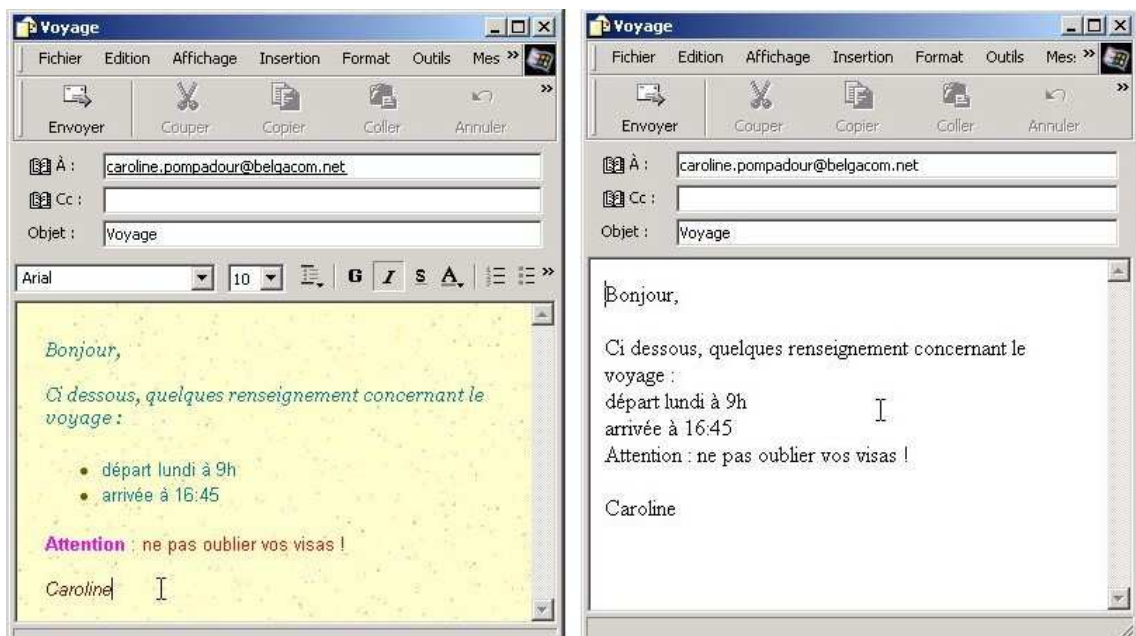 Voyage
Fichier Edition Affichage Insertion Format Outils Mes »
Envoyer Couper Copier Coller Annuler »
À : caroline.pompadour@belgacom.net
Cc :
Objet : Voyage
Arial 10 G I S A »
Bonjour,
Ci dessous, quelques renseignement concernant le
voyage :
• départ lundi à 9h
• arrivée à 16:45
Attention : ne pas oublier vos visas !
Caroline
Voyage
Fichier Edition Affichage Insertion Format Outils Mes: »
Envoyer Couper Copier Coller Annuler »
À : caroline.pompadour@belgacom.net
Cc :
Objet : Voyage
Bonjour,
Ci dessous, quelques renseignement concernant le
voyage :
départ lundi à 9h
arrivée à 16:45
Attention : ne pas oublier vos visas !
Caroline